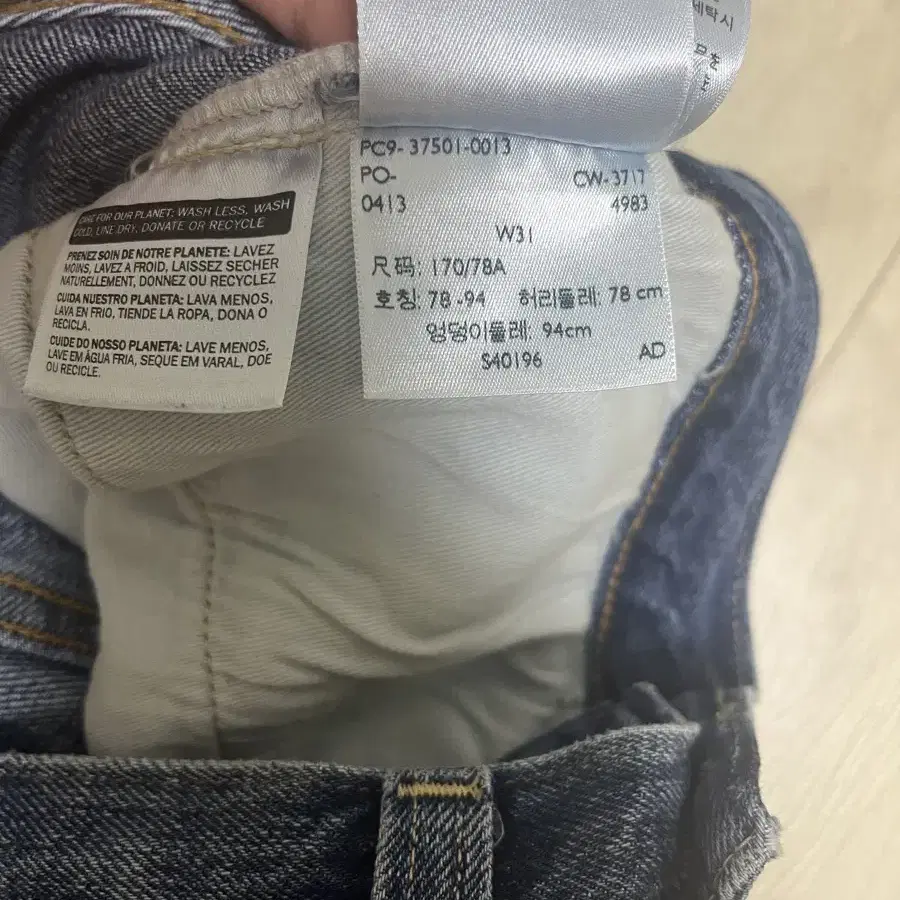 세탁시
PC9- 37501-0013
PO-
CW-3717
0413
4983
W31
尺码: 170/78A
호칭: 78 -94 허리둘레: 78 cm
엉덩이둘레: 94cm
S40196
AD
CARE FOR OUR PLANET: WASH LESS, WASH
COLD, LINE DRY, DONATE OR RECYCLE
PRENEZ SOIN DE NOTRE PLANETE: LAVEZ
MOINS, LAVEZ A FROID, LAISSEZ SECHER
NATURELLEMENT, DONNEZ OU RECYCLEZ
CUIDA NUESTRO PLANETA: LAVA MENOS,
LAVA EN FRIO, TIENDE LA ROPA, DONA O
RECICLA.
CUIDE DO NOSSO PLANETA: LAVE MENOS,
LAVE EM ÁGUA FRIA, SEQUE EM VARAL, DOE
OU RECICLE.